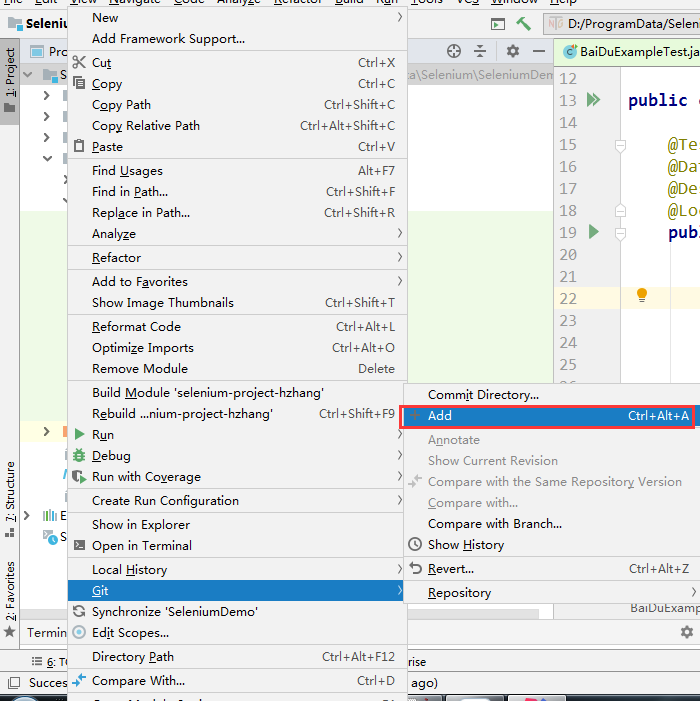 File Edit View Navigate Code Analyze Refactor Build Run Tools VCS Window Help
Selenium
D:/ProgramData/Seleni
1: Project
BaiDuExampleTest.ja
ta\Selenium\SeleniumDem
New
Add Framework Support...
Cut Ctrl+X
Copy Ctrl+C
Copy Path Ctrl+Shift+C
Copy Relative Path Ctrl+Alt+Shift+C
Paste Ctrl+V
Find Usages Alt+F7
Find in Path... Ctrl+Shift+F
Replace in Path... Ctrl+Shift+R
Analyze
Refactor
Add to Favorites
Show Image Thumbnails Ctrl+Shift+T
Reformat Code Ctrl+Alt+L
Optimize Imports Ctrl+Alt+O
Remove Module Delete
Build Module 'selenium-project-hzhang'
Rebuild ...nium-project-hzhang' Ctrl+Shift+F9
Run
Debug
Run with Coverage
Create Run Configuration
Show in Explorer
Open in Terminal
Local History
Git
Synchronize 'SeleniumDemo'
Edit Scopes...
Directory Path Ctrl+Alt+F12
Compare With... Ctrl+D
12
13 public
14
15 @Te
16 @Dat
17 @De
18 @Lo
19 pub
20
21
22
23
24
25
26
Commit Directory...
Add Ctrl+Alt+A
Annotate
Show Current Revision
Compare with the Same Repository Version
Compare with...
Compare with Branch...
Show History
Revert... Ctrl+Alt+Z
Repository
BaiDuExamp
7: Structure
2: Favorites
Termin
6: TO
rise
Succes
ago)